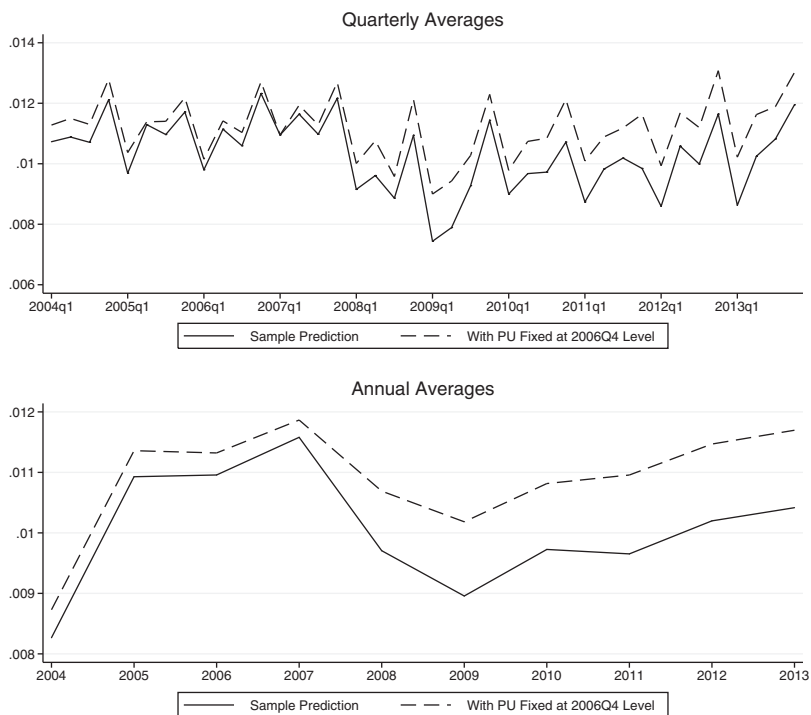 Quarterly Averages
.014
.012
.01
.008
.006
2004q1 2005q1 2006q1 2007q1 2008q1 2009q1 2010q1 2011q1 2012q1 2013q1
Sample Prediction With PU Fixed at 2006Q4 Level
Annual Averages
.012
.011
.01
.009
.008
2004 2005 2006 2007 2008 2009 2010 2011 2012 2013
Sample Prediction With PU Fixed at 2006Q4 Level